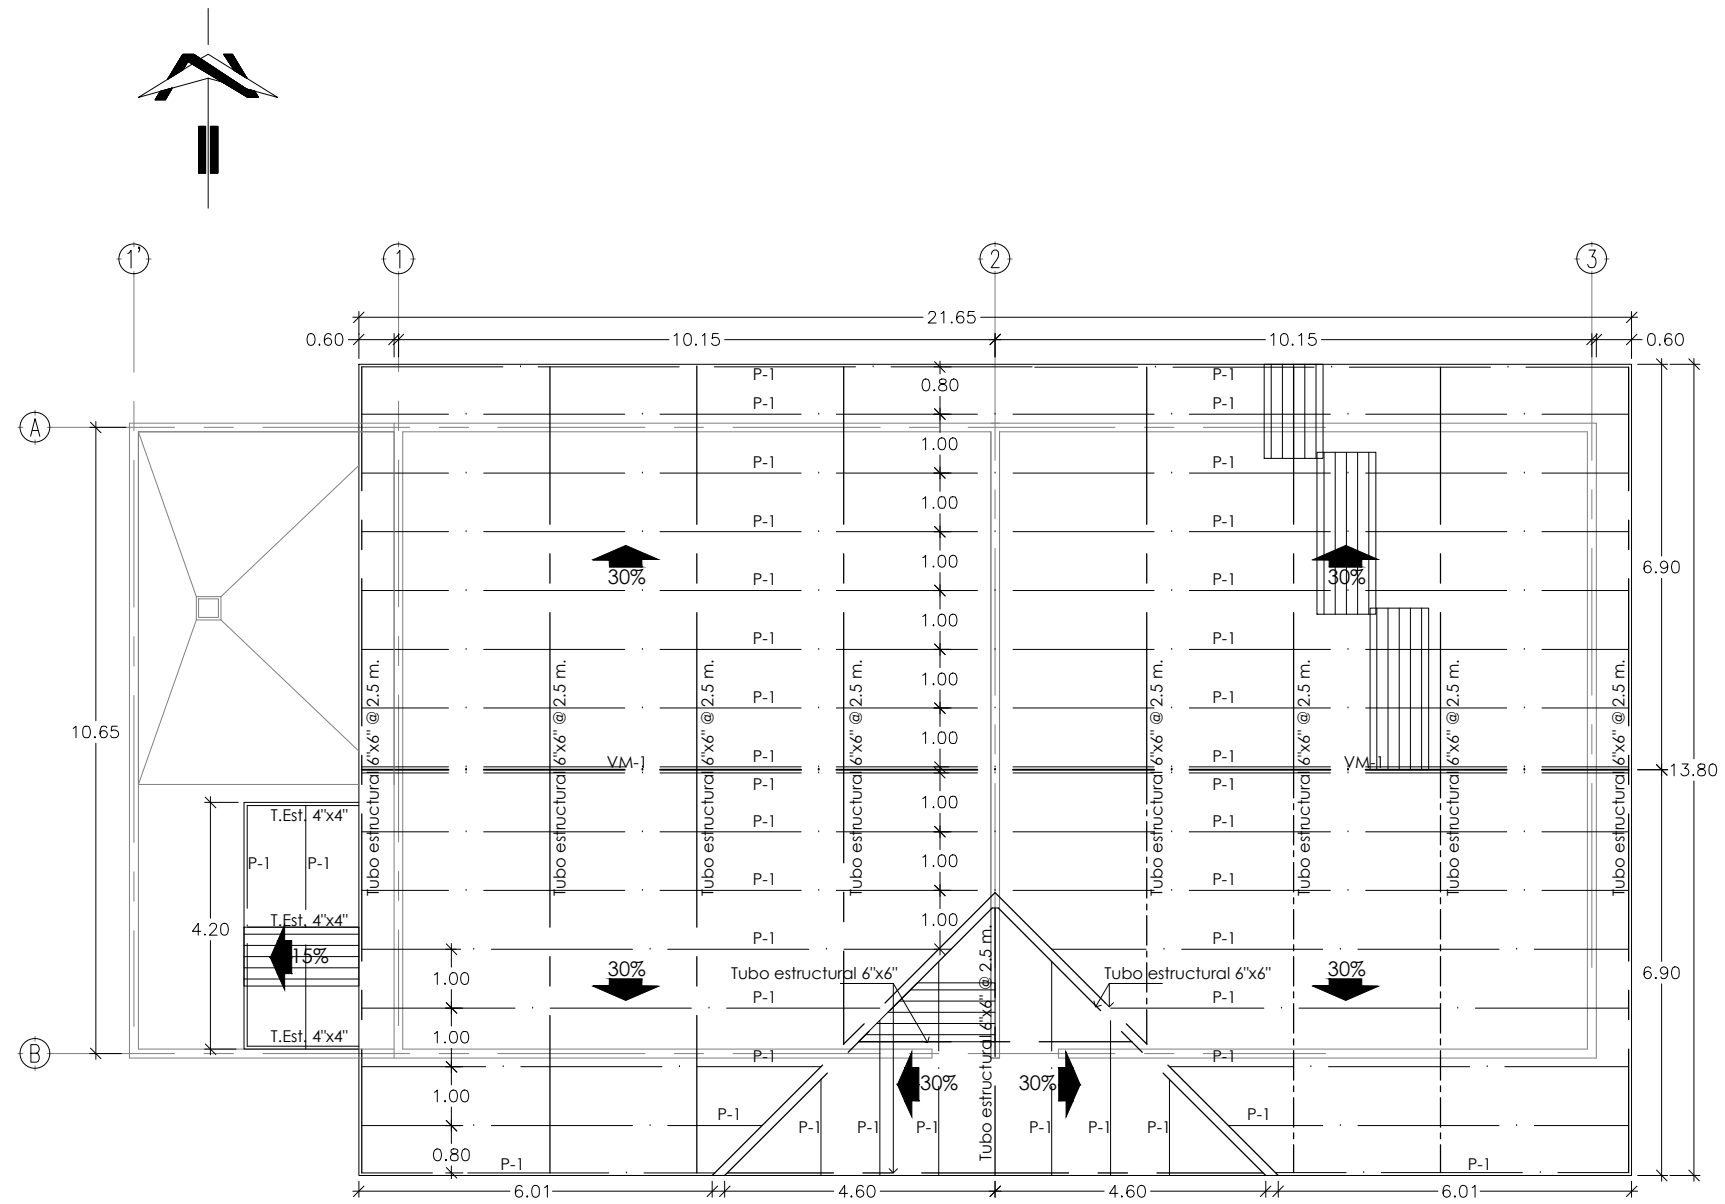 1'
1
2
3
21.65
0.60
10.15
10.15
0.60
P-1
0.80
P-1
P-1
P-1
A
1.00
P-1
P-1
1.00
P-1
P-1
1.00
30%
P-1
P-1
30%
6.90
1.00
P-1
P-1
Tubo estructural 6"x6" @ 2.5 m.
Tubo estructural 6"x6" @ 2.5 m.
Tubo estructural 6"x6" @ 2.5 m.
Tubo estructural 6"x6" @ 2.5 m.
Tubo estructural 6"x6" @ 2.5 m.
Tubo estructural 6"x6" @ 2.5 m.
Tubo estructural 6"x6" @ 2.5 m.
Tubo estructural 6"x6" @ 2.5 m.
1.00
P-1
P-1
10.65
1.00
VM-1
P-1
P-1
VM-1
13.80
P-1
P-1
1.00
T.Est. 4"x4"
P-1
P-1
P-1
P-1
1.00
P-1
P-1
T.Est. 4"x4"
4.20
1.00
P-1
P-1
15%
30%
Tubo estructural 6"x6"
Tubo estructural 6"x6" @ 2.5 m.
Tubo estructural 6"x6"
30%
6.90
1.00
P-1
P-1
T.Est. 4"x4"
1.00
B
P-1
P-1
30%
30%
1.00
P-1
P-1
P-1
P-1
P-1
P-1
P-1
P-1
0.80
P-1
P-1
6.01
4.60
4.60
6.01